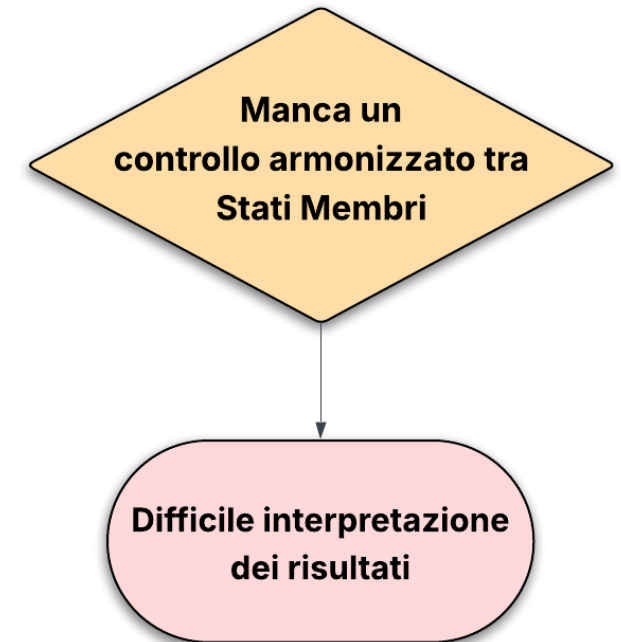 Manca un
controllo armonizzato tra
Stati Membri
Difficile interpretazione
dei risultati